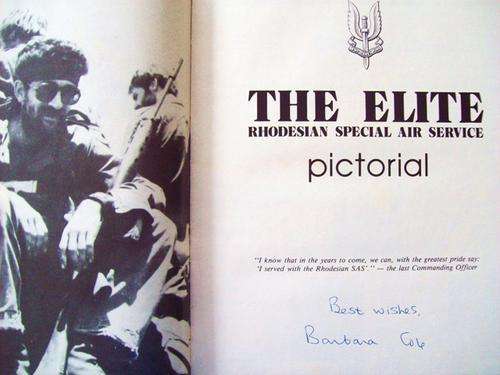 THE ELITE
RHODESIAN SPECIAL AIR SERVICE
pictorial
"I know that in the years to come, we can, with the greatest pride say:
'I served with the Rhodesian SAS'." — the last Commanding Officer
Best wishes,
Barbara Cole